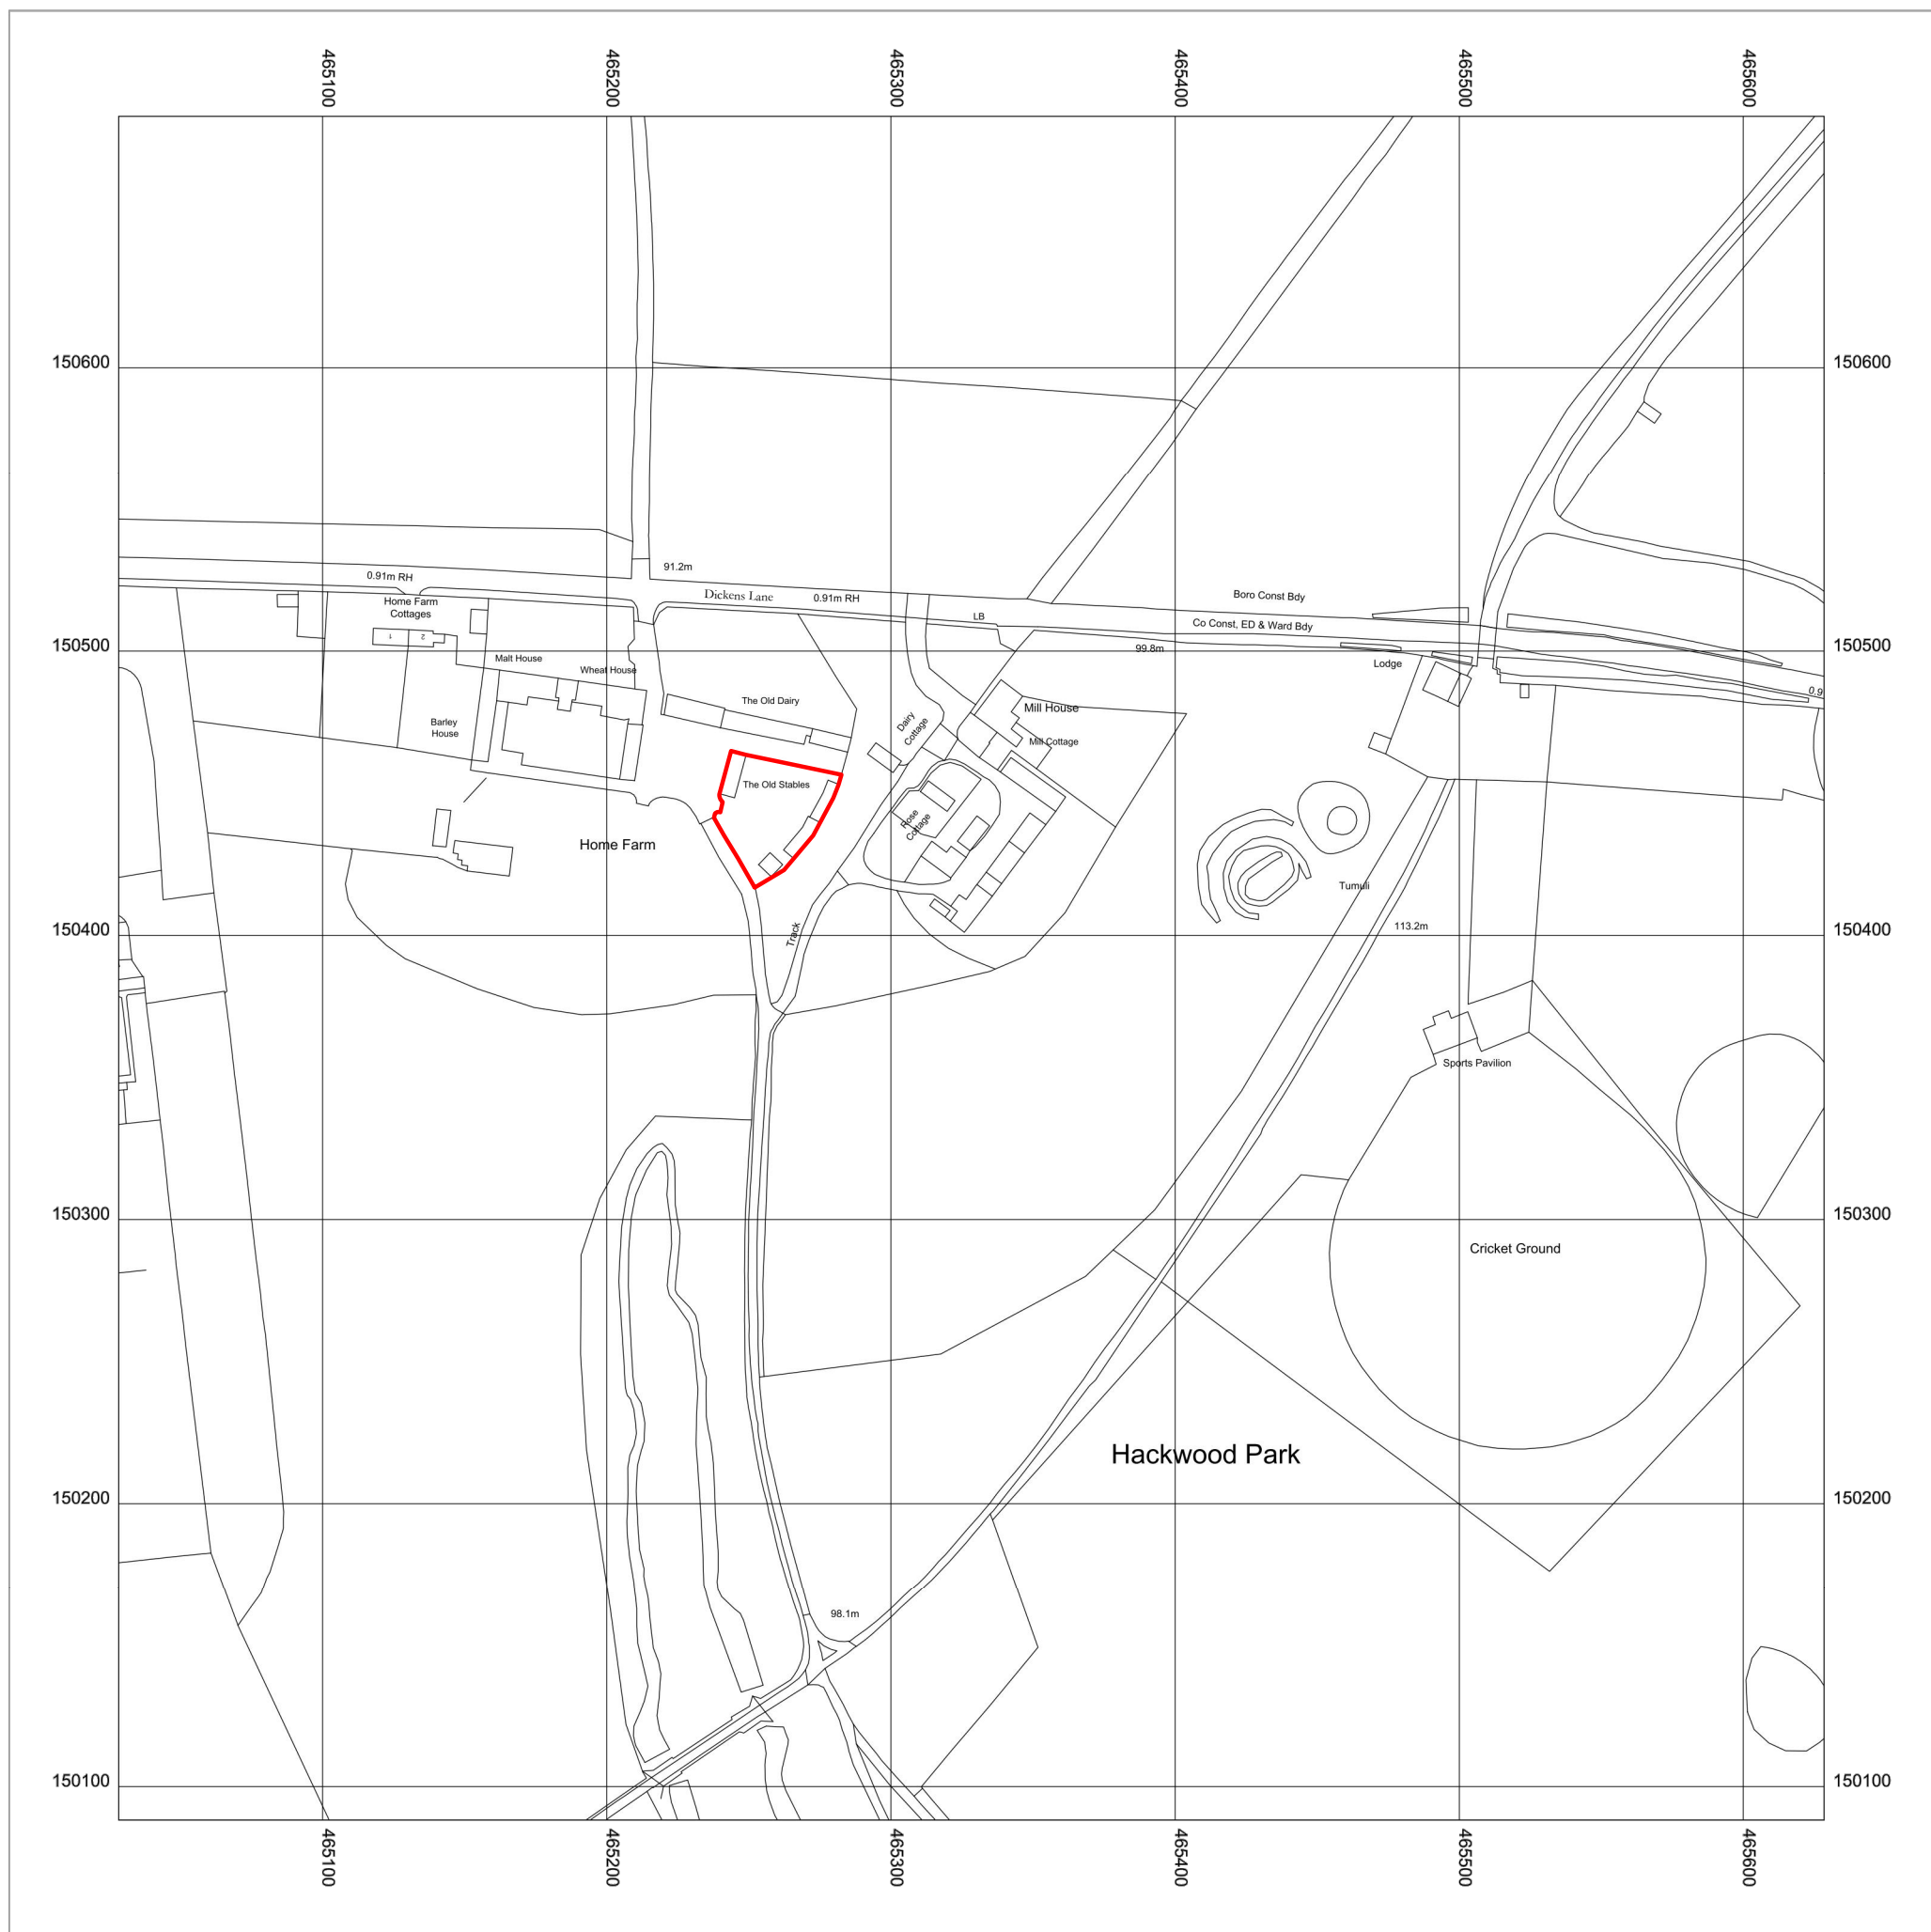 465100
465200
465300
465400
465500
465600
150600
150600
91.2m
0.91m RH
Dickens Lane
0.91m RH
Boro Const Bdy
Home Farm
Cottages
LB
Co Const, ED & Ward Bdy
1
2
150500
150500
99.8m
Malt House
Lodge
Wheat House
0.9
The Old Dairy
Mill House
Barley
House
Dairy
Cottage
Mill Cottage
The Old Stables
Rose
Cottage
Home Farm
Tumuli
113.2m
150400
150400
Track
Sports Pavilion
150300
150300
Cricket Ground
Hackwood Park
150200
150200
98.1m
150100
150100
465100
465200
465300
465400
465500
465600